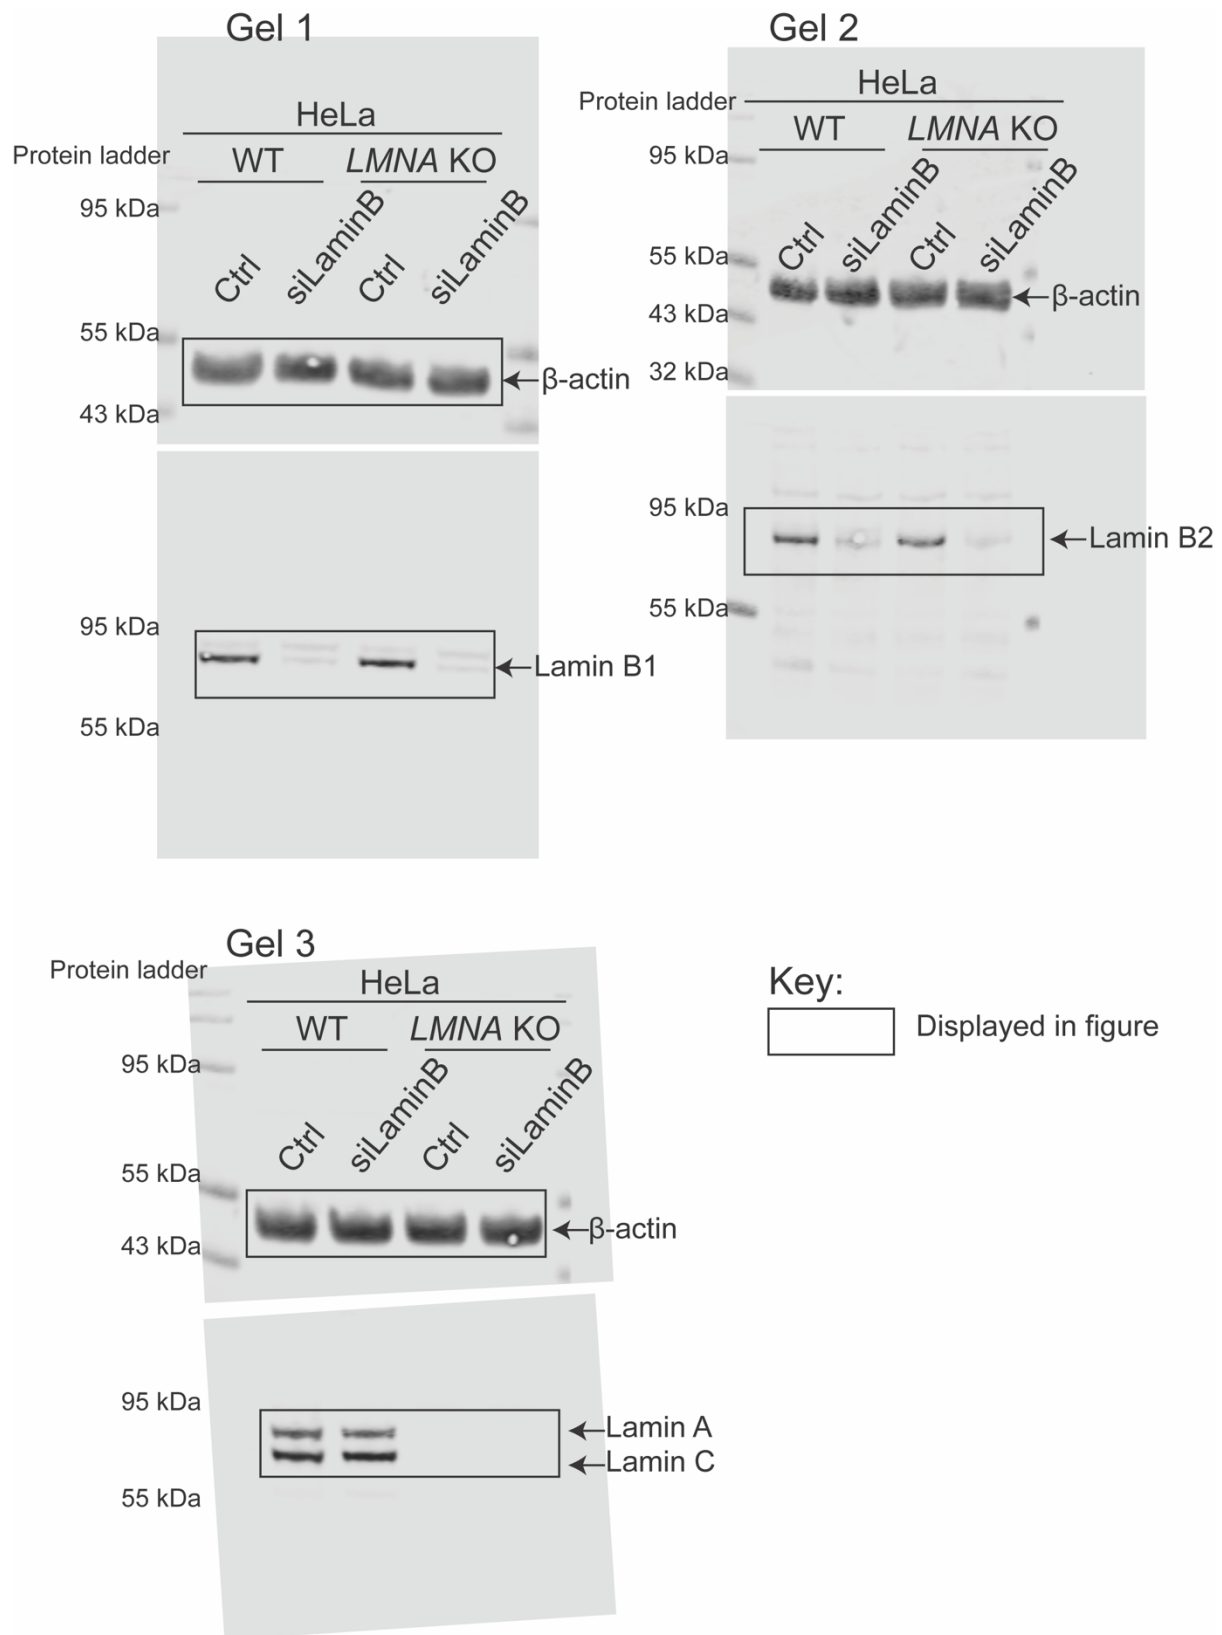 Gel 1
HeLa
Protein ladder
WT
LMNA KO
95 kDa
Ctrl
siLaminB
Ctrl
siLaminB
55 kDa
β-actin
43 kDa
95 kDa
Lamin B1
55 kDa
Gel 2
HeLa
Protein ladder
WT
LMNA KO
95 kDa
Ctrl
siLaminB
Ctrl
siLaminB
55 kDa
β-actin
43 kDa
32 kDa
95 kDa
Lamin B2
55 kDa
Gel 3
Protein ladder
HeLa
WT
LMNA KO
95 kDa
Ctrl
siLaminB
Ctrl
siLaminB
55 kDa
β-actin
43 kDa
95 kDa
Lamin A
Lamin C
55 kDa
Key:
Displayed in figure